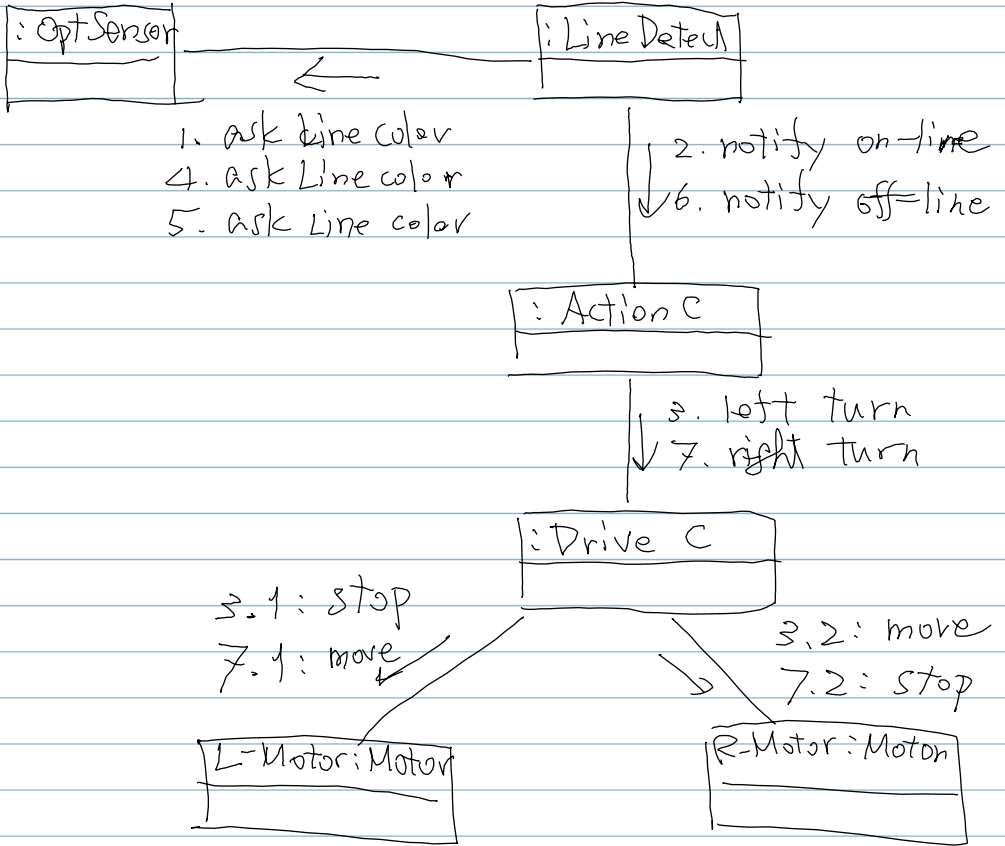 : OptSensor
: Line Detect
1. ask Line color
4. ask Line color
5. ask Line color
2. notify on-line
6. notify off-line
: Action C
3. left turn
7. right turn
: Drive C
3.1: stop
7.1: move
3.2: move
7.2: stop
L-Motor:Motor
R-Motor:Motor